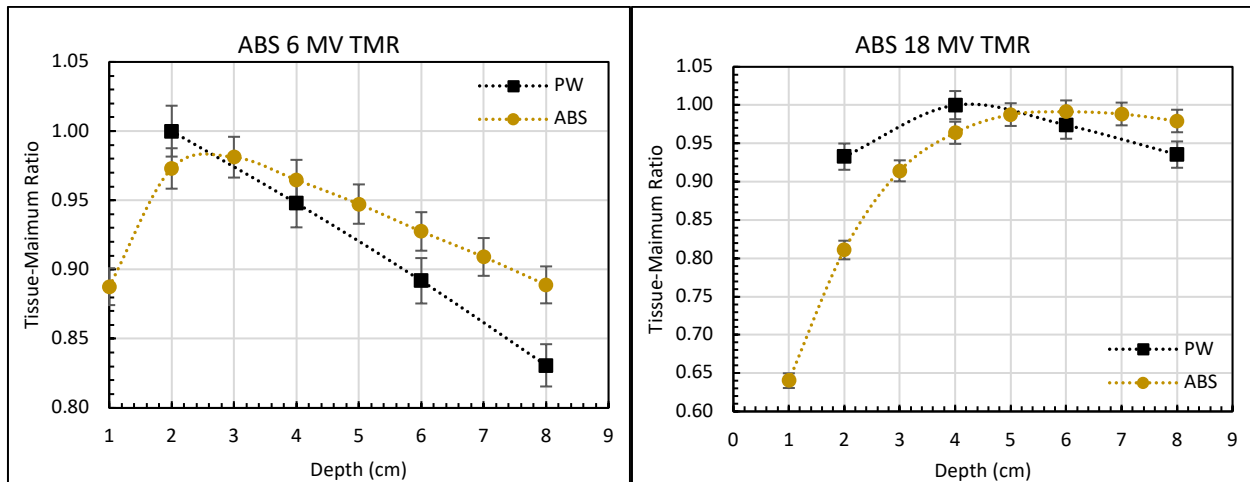 ABS 6 MV TMR
1.05
1.00
0.95
0.90
0.85
0.80
Tissue-Maimum Ratio
PW
ABS
1 2 3 4 5 6 7 8 9
Depth (cm)
ABS 18 MV TMR
1.05
1.00
0.95
0.90
0.85
0.80
0.75
0.70
0.65
0.60
Tissue-Maimum Ratio
PW
ABS
0 1 2 3 4 5 6 7 8 9
Depth (cm)